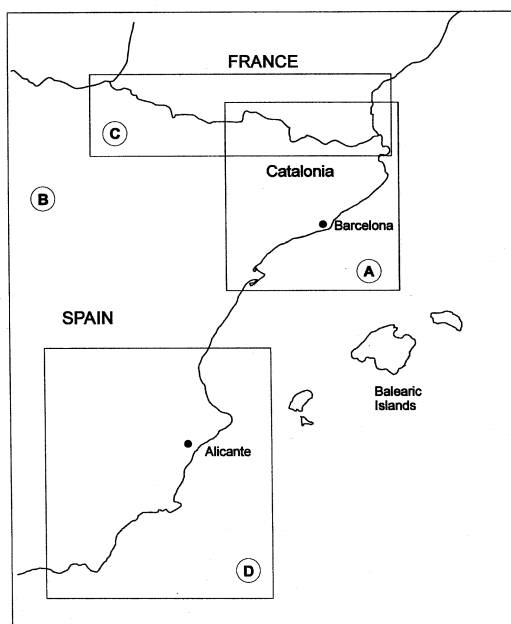 FRANCE
C
Catalonia
B
Barcelona
A
SPAIN
Balearic
Islands
Alicante
D